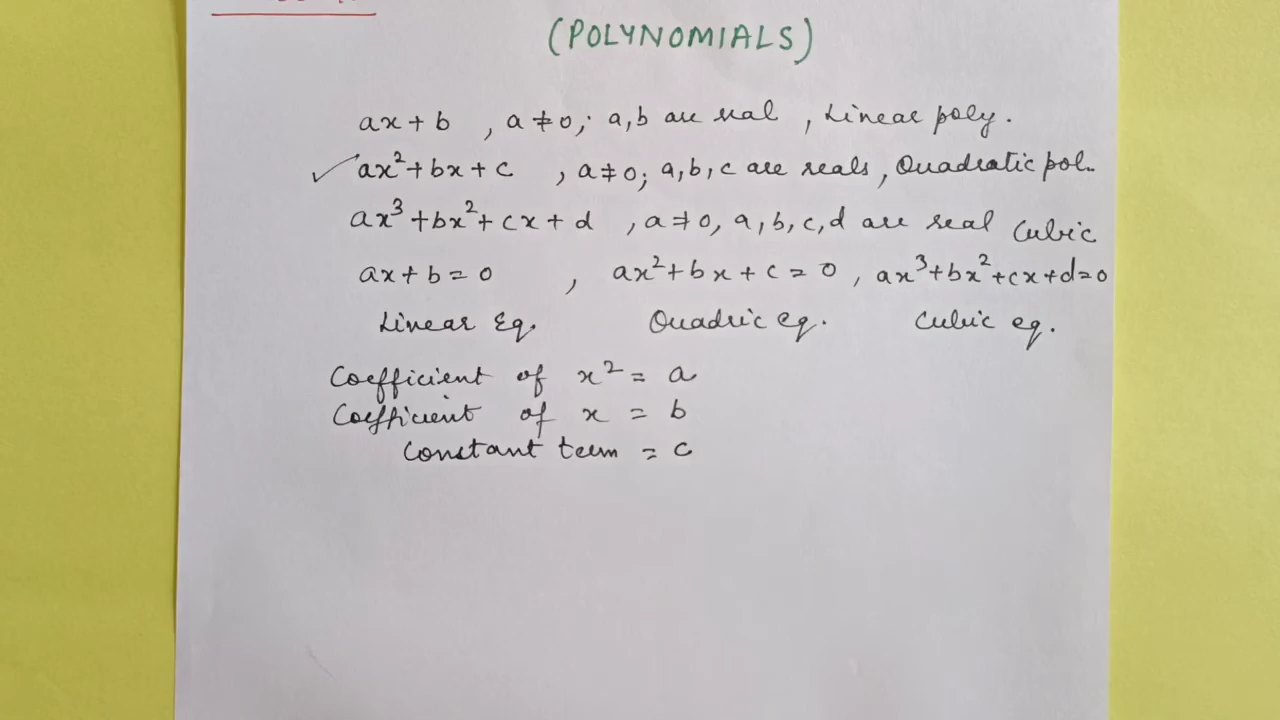 (POLYNOMIALS)
ax + b , a ≠ 0; a,b are real , Linear poly.
✓ ax² + bx + c , a ≠ 0; a,b,c are reals, Quadratic pol..
ax³ + bx² + cx + d , a ≠ 0, a,b,c,d are real Cubic
ax + b = 0 , ax² + bx + c = 0 , ax³ + bx² + cx + d = 0
Linear Eq. Quadric eq. Cubic eq.
Coefficient of x² = a
Coefficient of x = b
Constant term = c